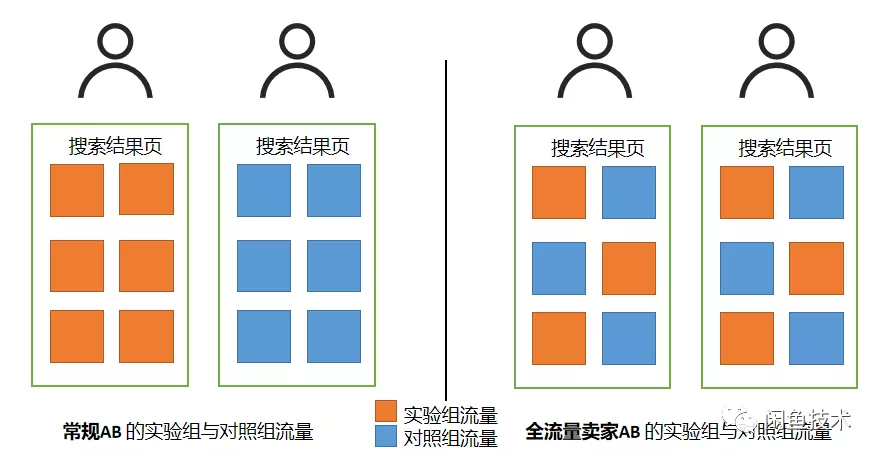 搜索结果页
搜索结果页
搜索结果页
搜索结果页
实验组流量
对照组流量
常规AB 的实验组与对照组流量
全流量卖家AB 的实验组与对照组流量
闲鱼技术